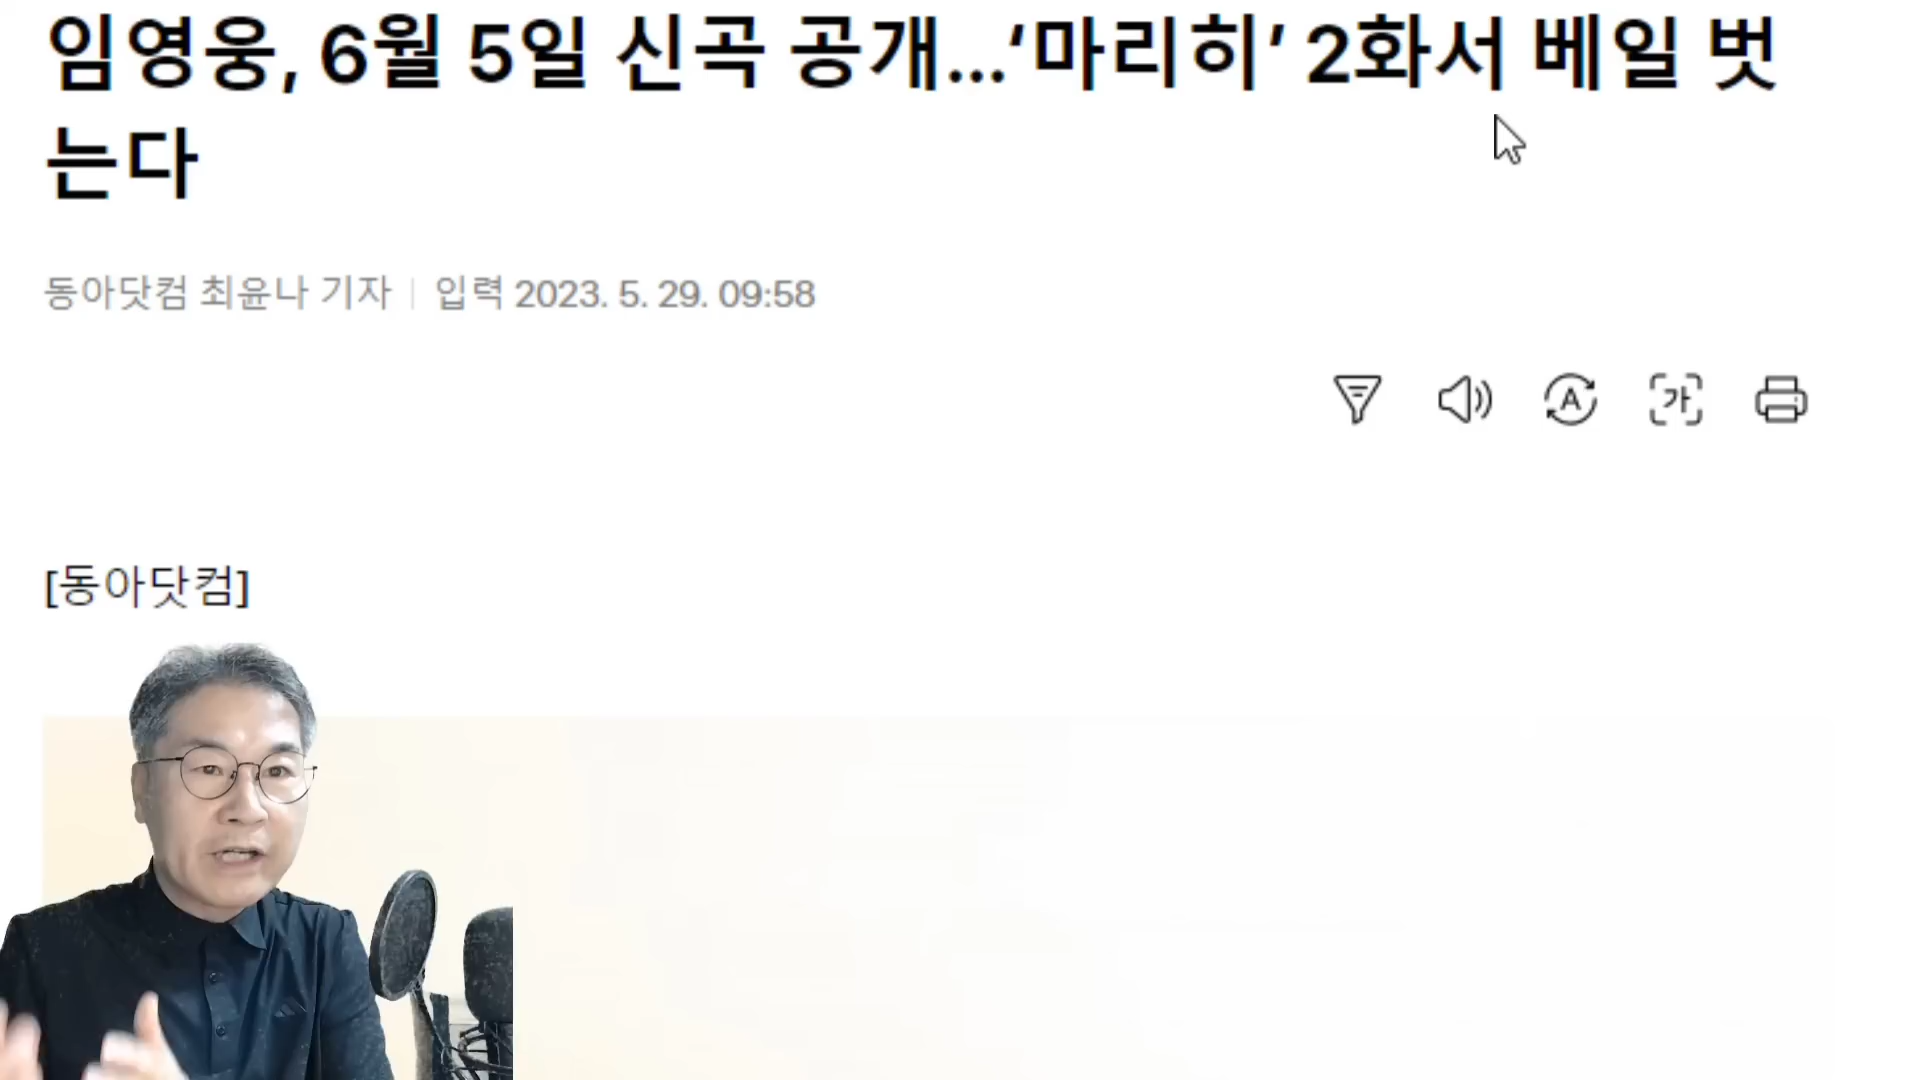 임영웅, 6월 5일 신곡 공개...‘마리히’ 2화서 베일 벗
는다
동아닷컴 최윤나 기자 | 입력 2023. 5. 29. 09:58
A
가
[동아닷컴]